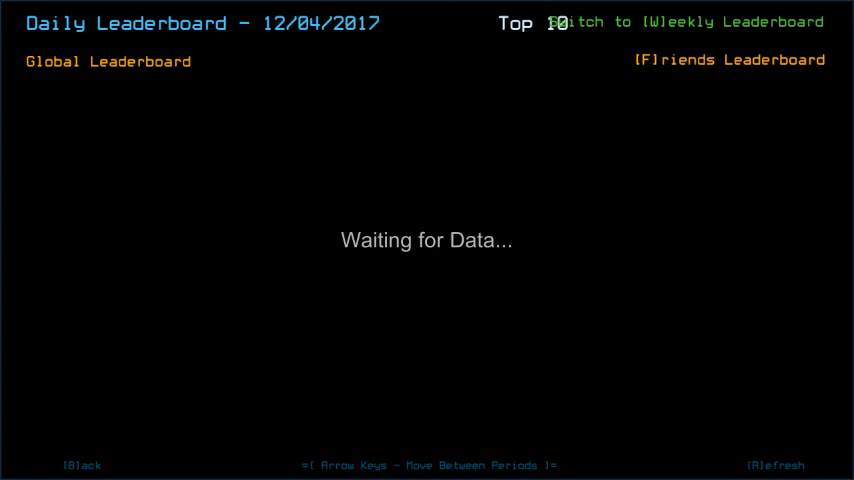 Daily Leaderboard - 12/04/2017
Top 10
Switch to [W]eekly Leaderboard
Global Leaderboard
[F]riends Leaderboard
Waiting for Data...
[B]ack
=[ Arrow Keys - Move Between Periods ]=
[R]efresh